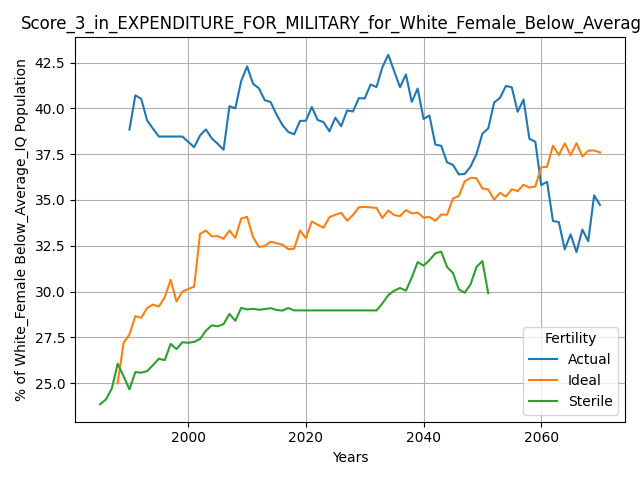 Score_3_in_EXPENDITURE_FOR_MILITARY_for_White_Female_Below_Averag
% of White_Female Below_Average_IQ Population
42.5
40.0
37.5
35.0
32.5
30.0
27.5
25.0
2000
2020
2040
2060
Years
Fertility
Actual
Ideal
Sterile